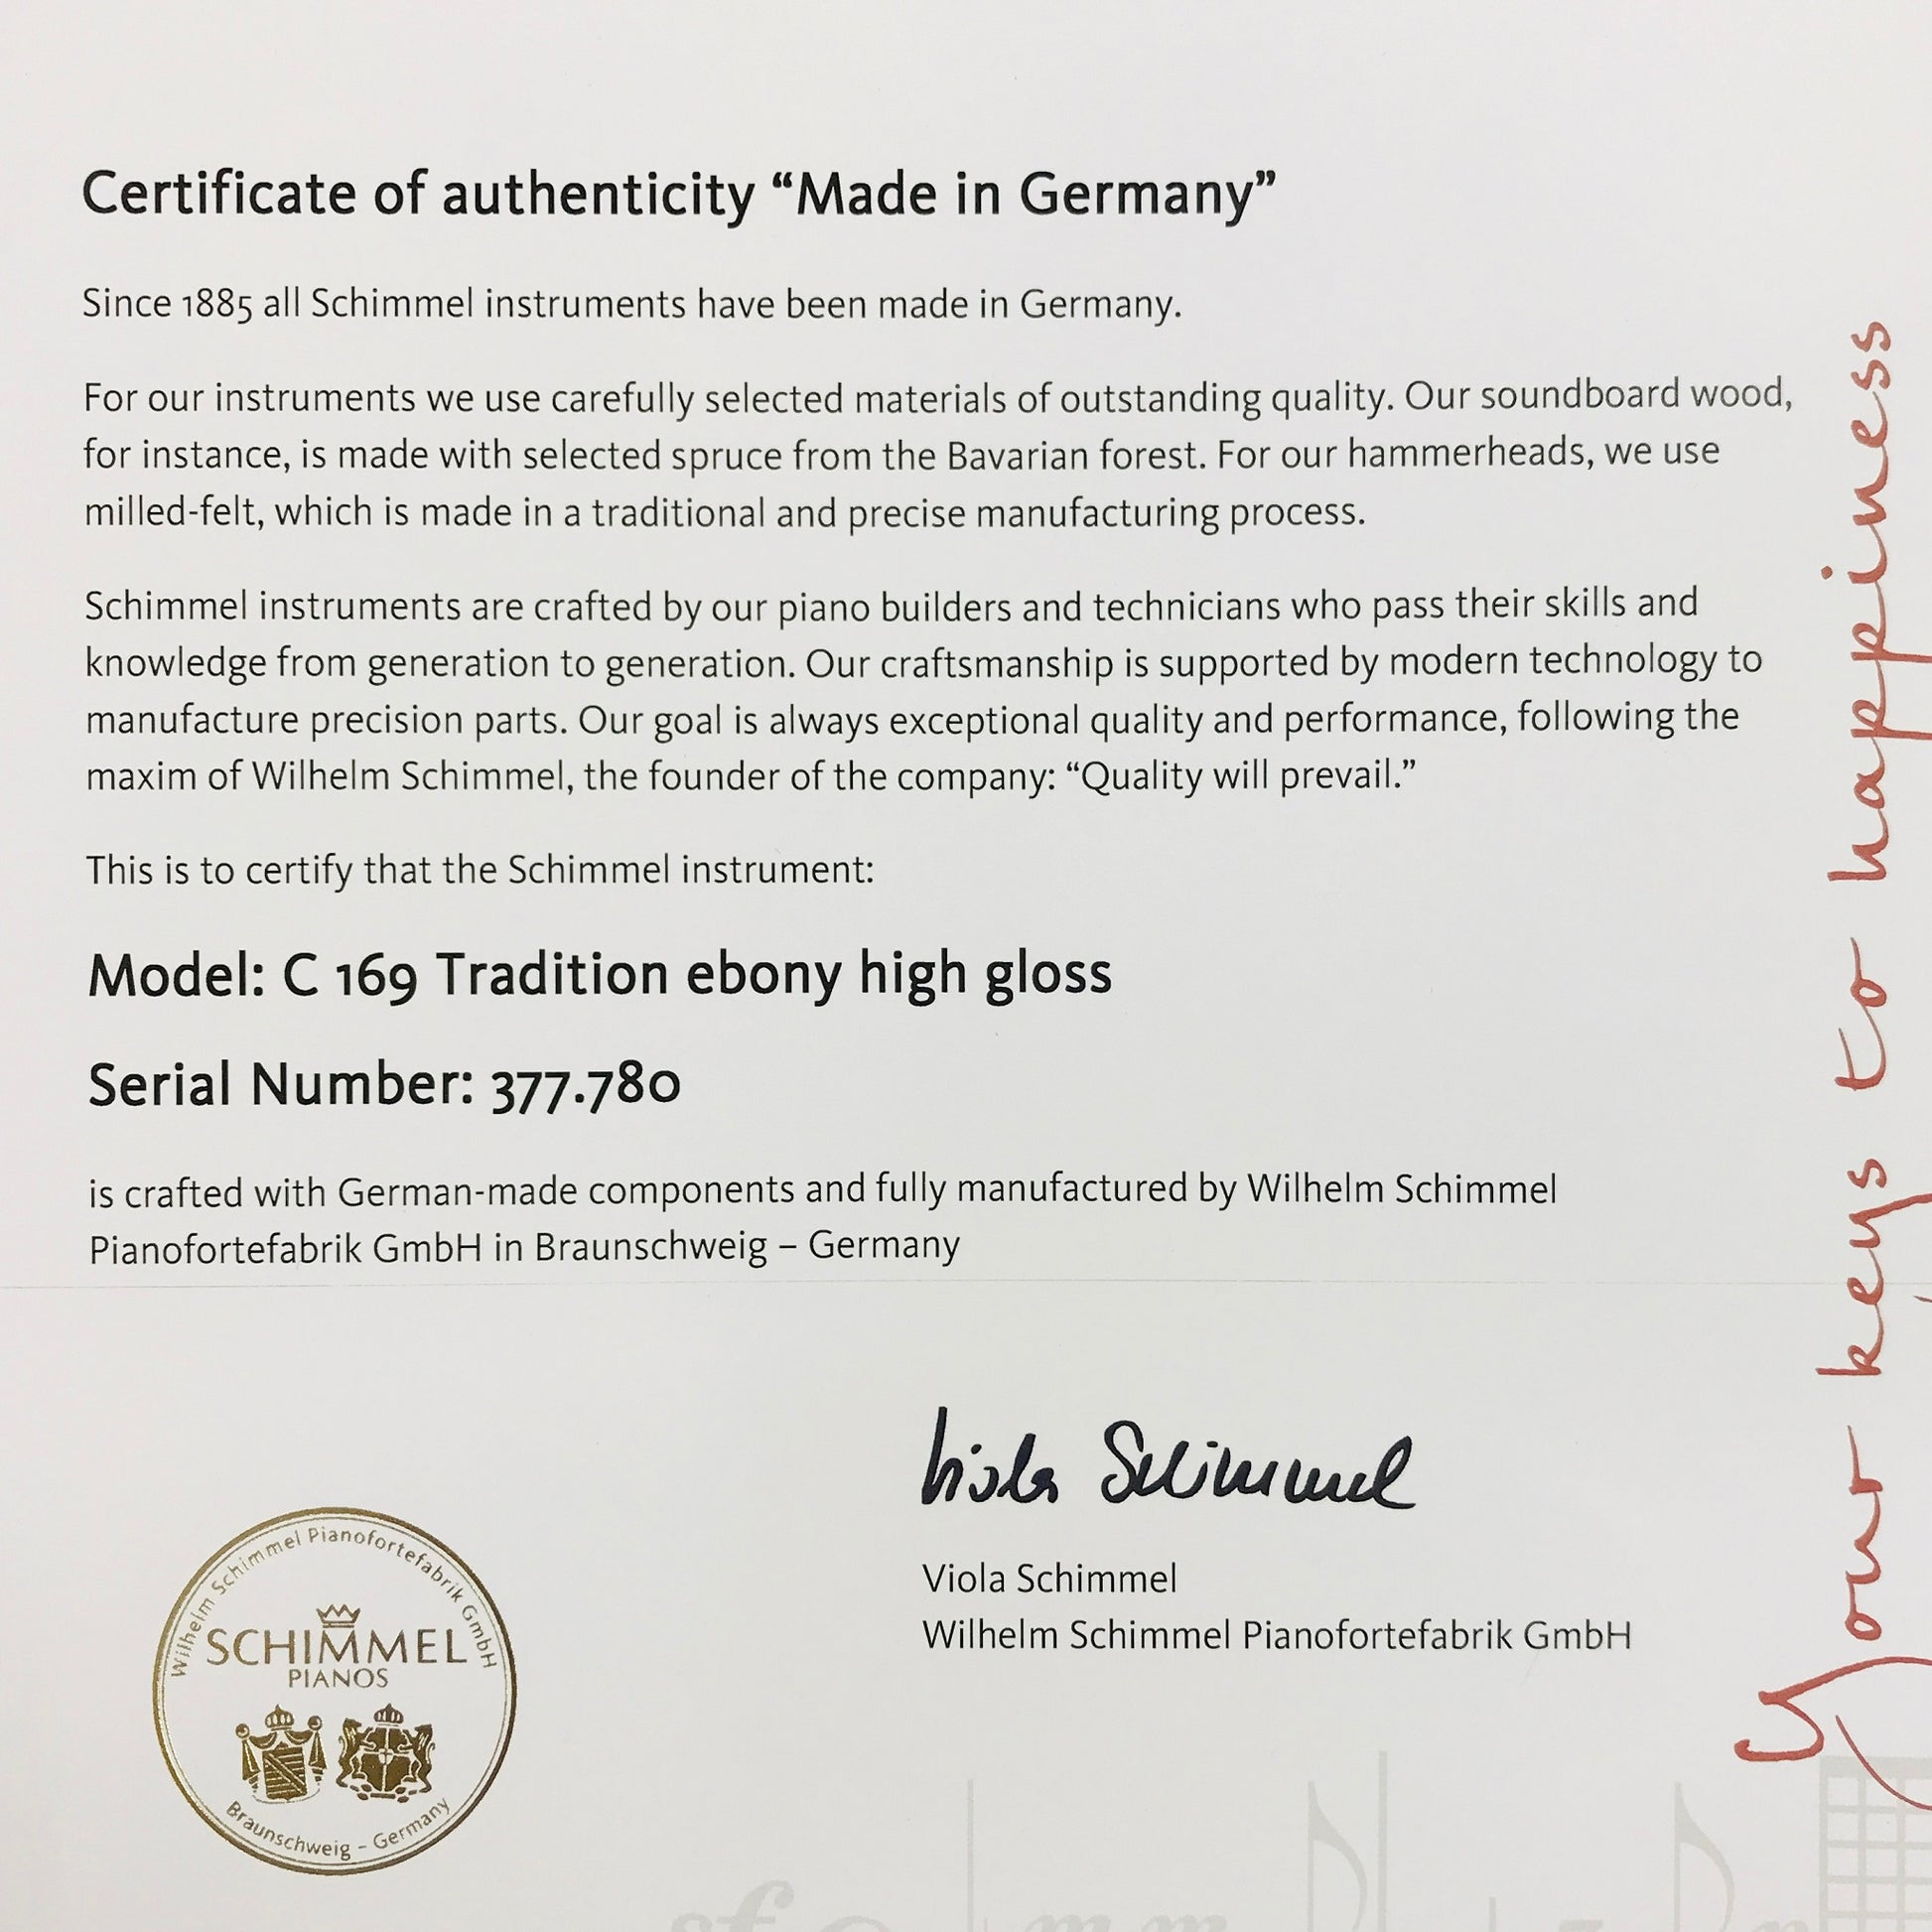 Certificate of authenticity “Made in Germany”
Since 1885 all Schimmel instruments have been made in Germany.
For our instruments we use carefully selected materials of outstanding quality. Our soundboard wood,
for instance, is made with selected spruce from the Bavarian forest. For our hammerheads, we use
milled-felt, which is made in a traditional and precise manufacturing process.
Schimmel instruments are crafted by our piano builders and technicians who pass their skills and
knowledge from generation to generation. Our craftsmanship is supported by modern technology to
manufacture precision parts. Our goal is always exceptional quality and performance, following the
maxim of Wilhelm Schimmel, the founder of the company: “Quality will prevail.”
This is to certify that the Schimmel instrument:
Model: C 169 Tradition ebony high gloss
Serial Number: 377.780
is crafted with German-made components and fully manufactured by Wilhelm Schimmel
Pianofortefabrik GmbH in Braunschweig – Germany
Viola Schimmel
Viola Schimmel
Wilhelm Schimmel Pianofortefabrik GmbH
Wilhelm Schimmel Pianofortefabrik GmbH
SCHIMMEL
PIANOS
Braunschweig – Germany
Your keys to happiness